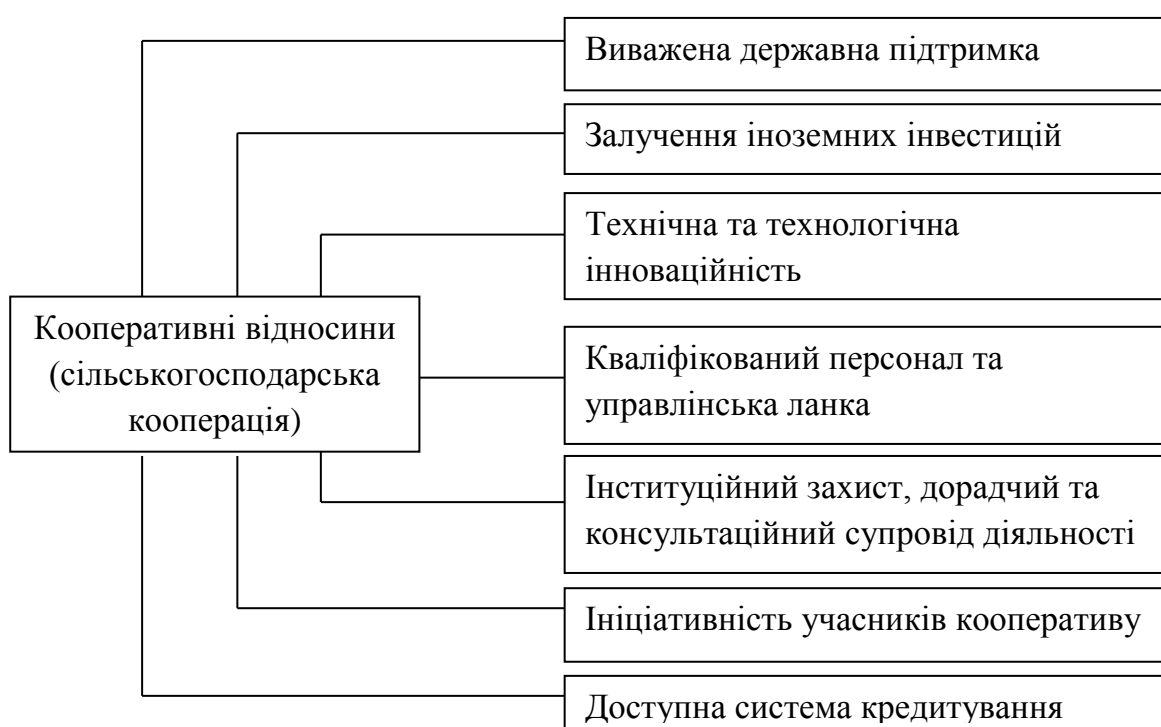 Виважена державна підтримка
Залучення іноземних інвестицій
Технічна та технологічна
інноваційність
Кооперативні відносини
(сільськогосподарська
кооперація)
Кваліфікований персонал та
управлінська ланка
Інституційний захист, дорадчий та
консультаційний супровід діяльності
Ініціативність учасників кооперативу
Доступна система кредитування